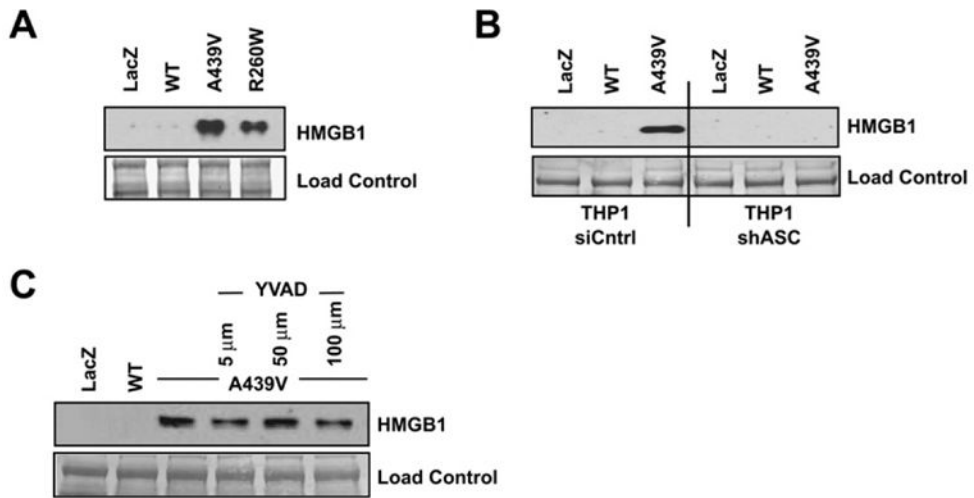 A
LacZ
WT
A439V
R260W
HMGB1
Load Control
B
LacZ
WT
A439V
LacZ
WT
A439V
HMGB1
Load Control
THP1
siCntrl
THP1
shASC
C
YVAD
LacZ
WT
5 µm
50 µm
100 µm
A439V
HMGB1
Load Control